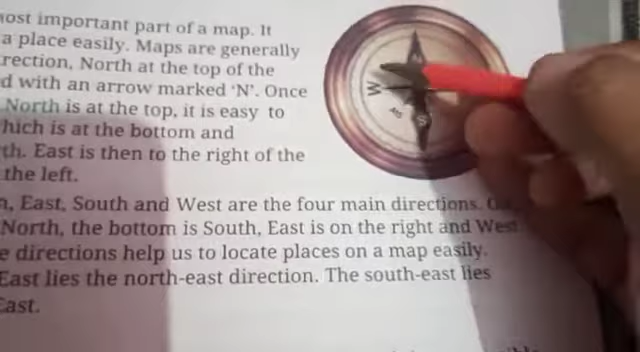 most important part of a map. It
a place easily. Maps are generally
rection, North at the top of the
d with an arrow marked 'N'. Once
North is at the top, it is easy to
hich is at the bottom and
th. East is then to the right of the
the left.
W
S
, East, South and West are the four main directions.
North, the bottom is South, East is on the right and West
e directions help us to locate places on a map easily.
East lies the north-east direction. The south-east lies
East.